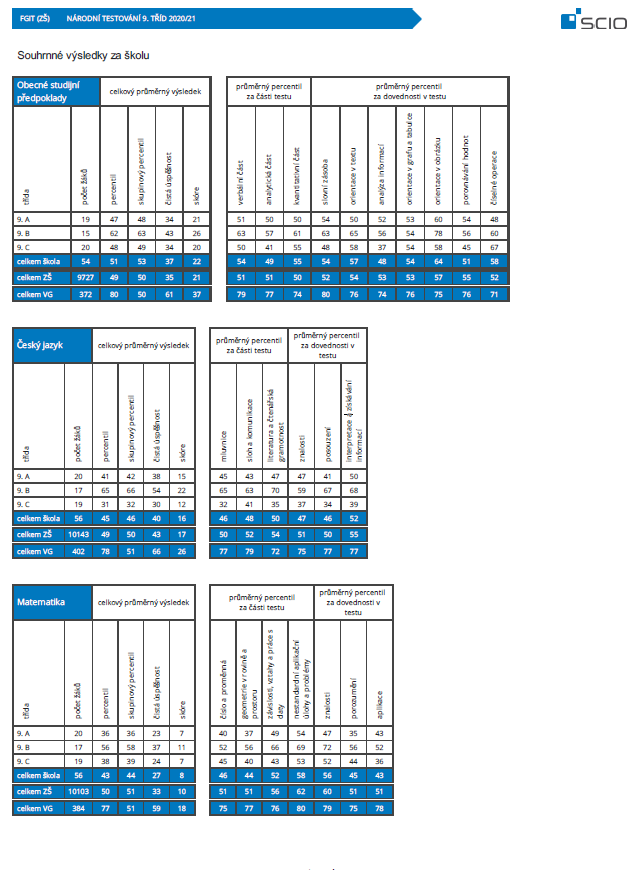 FGIT (ZŠ) NÁRODNÍ TESTOVÁNÍ 9. TŘÍD 2020/21
SCIO
Souhrnné výsledky za školu
Obecné studijní předpoklady
celkový průměrný výsledek
průměrný percentil za části testu
průměrný percentil za dovednosti v testu
třída počet žáků percentil skupinový percentil čistá úspěšnost skóre verbální část analytická část kvantitativní část slovní zásoba orientace v textu analýza informací orientace v grafu a tabulce orientace v obrázku porovnávání hodnot číselné operace
9. A 19 47 48 34 21 51 50 50 54 50 52 53 60 54 48
9. B 15 62 63 43 26 63 57 61 63 65 56 54 78 56 60
9. C 20 48 49 34 20 50 41 55 48 58 37 54 58 45 67
celkem škola 54 51 53 37 22 54 49 55 54 57 48 54 64 51 58
celkem ZŠ 9727 49 50 35 21 51 51 50 52 54 53 53 57 55 52
celkem VG 372 80 50 61 37 79 77 74 80 76 74 76 75 76 71
Český jazyk
celkový průměrný výsledek
průměrný percentil za části testu
průměrný percentil za dovednosti v testu
třída počet žáků percentil skupinový percentil čistá úspěšnost skóre mluvnice sloh a komunikace literatura a čtenářská gramotnost znalosti posouzení interpretace a získávání informací
9. A 20 41 42 38 15 45 43 47 47 41 50
9. B 17 65 66 54 22 65 63 70 59 67 68
9. C 19 31 32 30 12 32 41 35 37 34 39
celkem škola 56 45 46 40 16 46 48 50 47 46 52
celkem ZŠ 10143 49 50 43 17 50 52 54 51 50 55
celkem VG 402 78 51 66 26 77 79 72 75 77 77
Matematika
celkový průměrný výsledek
průměrný percentil za části testu
průměrný percentil za dovednosti v testu
třída počet žáků percentil skupinový percentil čistá úspěšnost skóre číslo a proměnná geometrie v rovině a prostoru závislosti, vztahy a práce s daty nestandardní aplikační úlohy a problémy znalosti porozumění aplikace
9. A 20 36 36 23 7 40 37 49 54 47 35 43
9. B 17 56 58 37 11 52 56 66 69 72 56 52
9. C 19 38 39 24 7 45 40 43 53 52 44 36
celkem škola 56 43 44 27 8 46 44 52 58 56 45 43
celkem ZŠ 10103 50 51 33 10 51 51 56 62 60 51 51
celkem VG 384 77 51 59 18 75 77 76 80 79 75 78